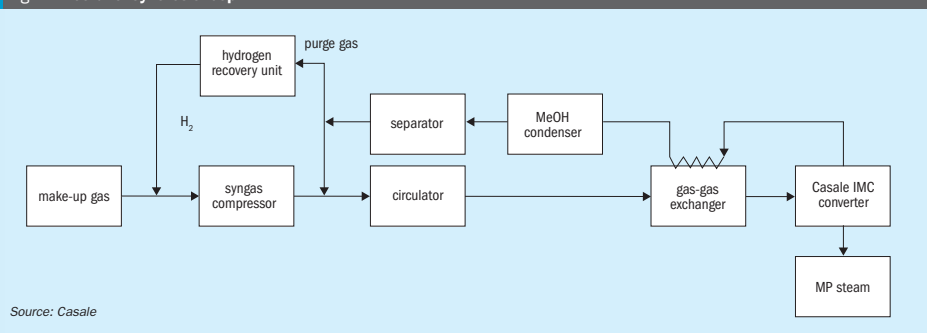 purge gas
hydrogen
recovery unit
H₂
separator
MeOH
condenser
make-up gas
syngas
compressor
circulator
gas-gas
exchanger
Casale IMC
converter
MP steam
Source: Casale